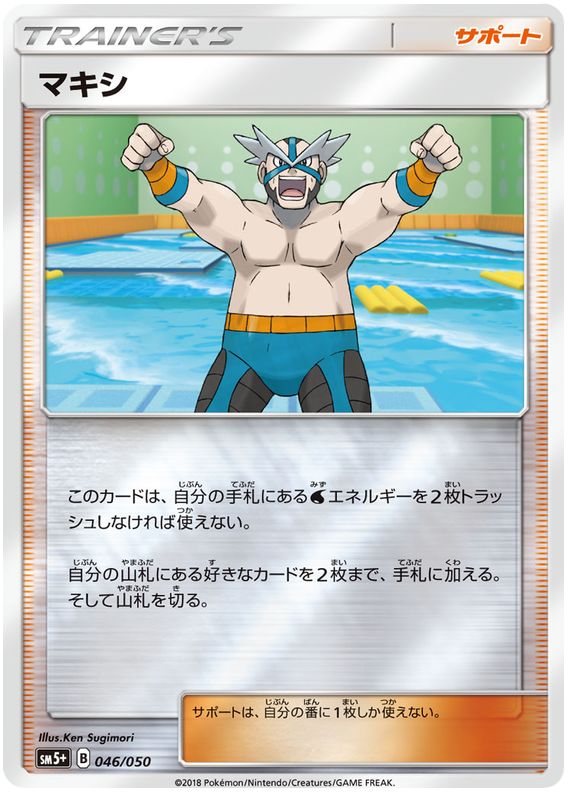 TRAINER'S
サポート
マキシ
このカードは、自分の手札にあるエネルギーを2枚トラッ
シュしなければ使えない。
自分の山札にある好きなカードを2枚まで、手札に加える。
そして山札を切る。
サポートは、自分の番に1枚しか使えない。
Illus.Ken Sugimori
SM5+ B 046/050
©2018 Pokémon/Nintendo/Creatures/GAME FREAK.